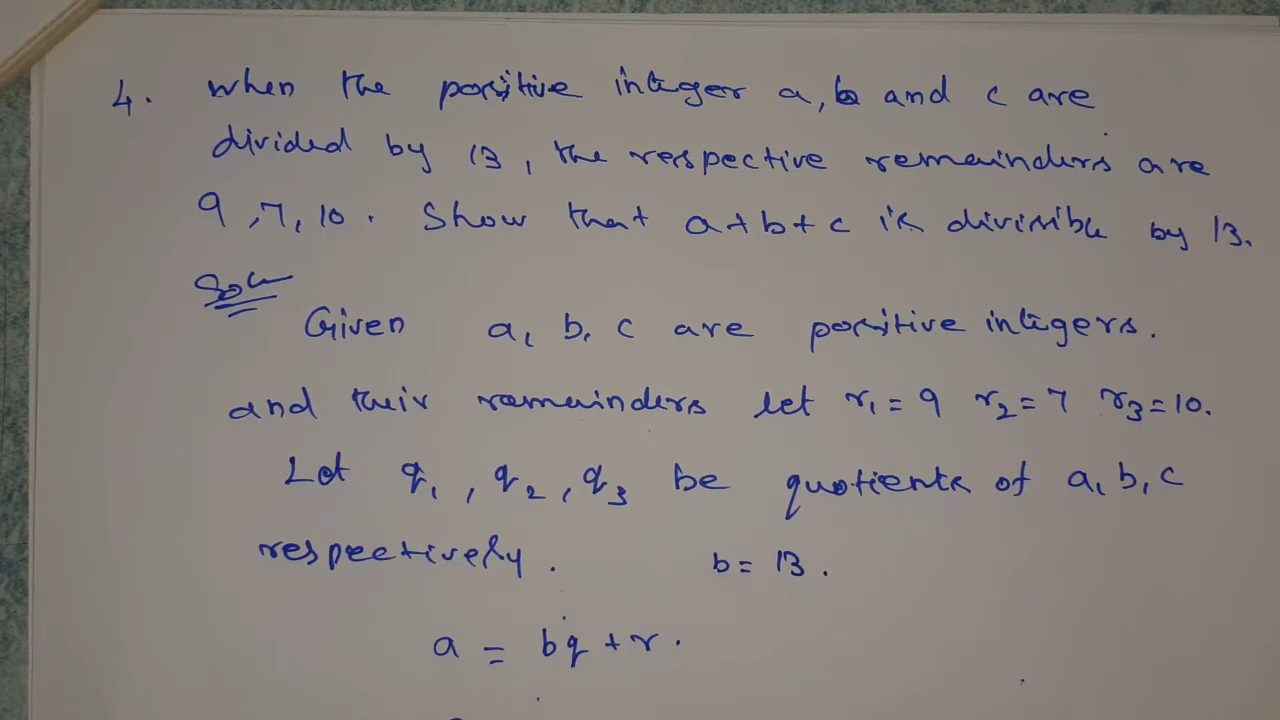 4. When the positive integer a, b and c are
divided by 13, the respective remainders are
9, 7, 10. Show that a+b+c is divisible by 13.
Soln
Given a, b, c are positive integers.
and their remainders let r₁ = 9 r₂ = 7 r₃ = 10.
Let q₁, q₂, q₃ be quotients of a, b, c
respectively. b = 13.
a = bq + r.